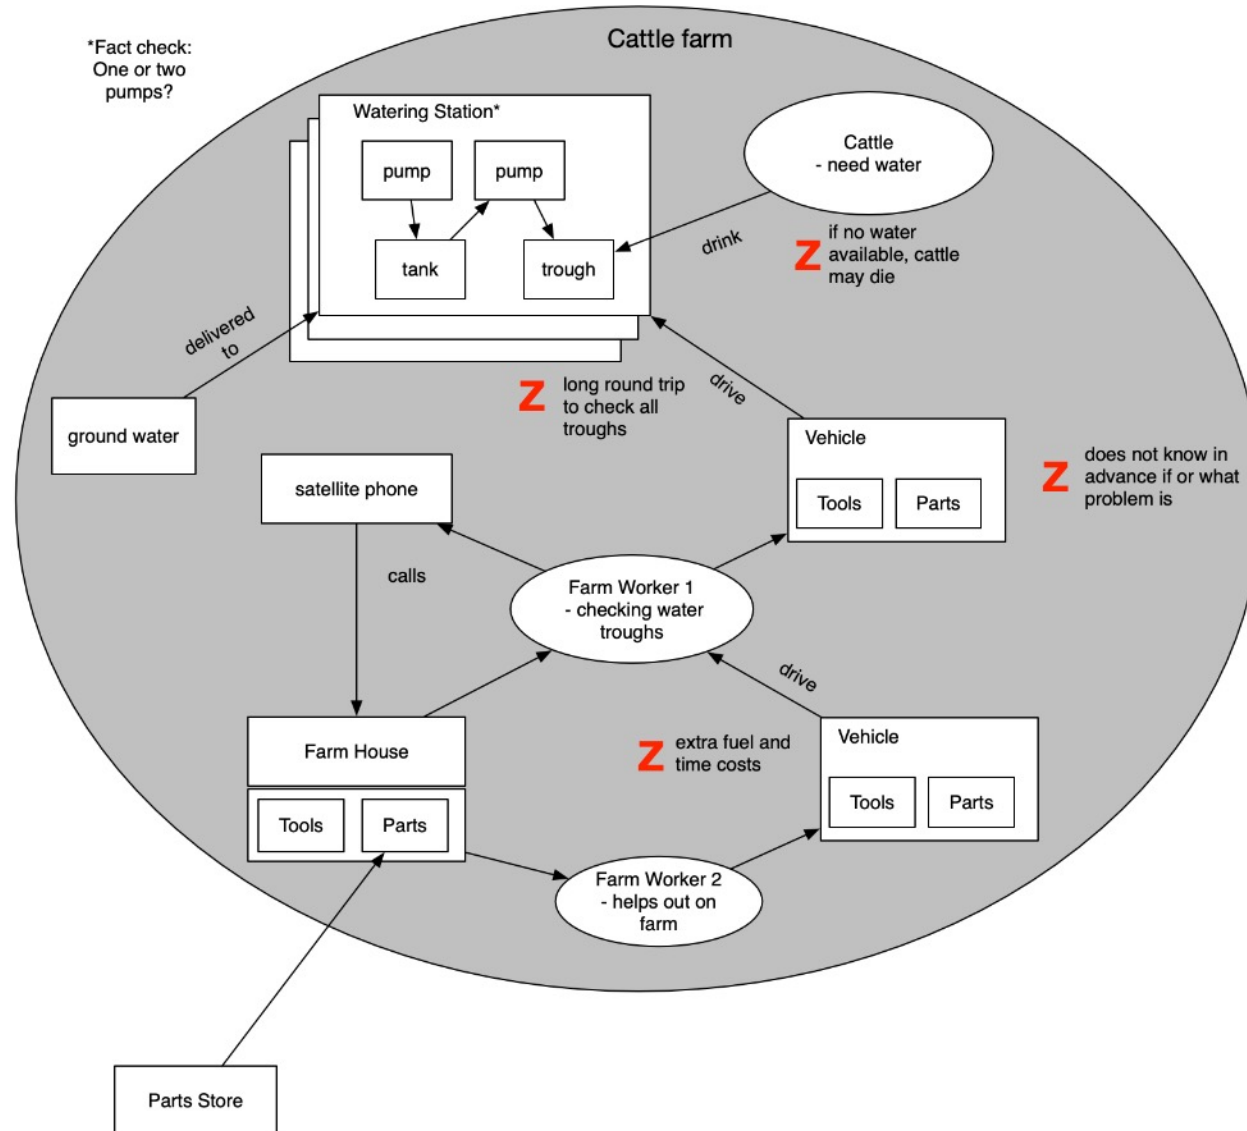 Cattle farm
*Fact check:
One or two
pumps?
Watering Station*
pump
pump
tank
trough
Cattle
- need water
drink
Z
if no water
available, cattle
may die
delivered
to
ground water
Z
long round trip
to check all
troughs
drive
Vehicle
Tools
Parts
Z
does not know in
advance if or what
problem is
satellite phone
calls
Farm Worker 1
- checking water
troughs
drive
Farm House
Tools
Parts
Z
extra fuel and
time costs
Vehicle
Tools
Parts
Farm Worker 2
- helps out on
farm
Parts Store